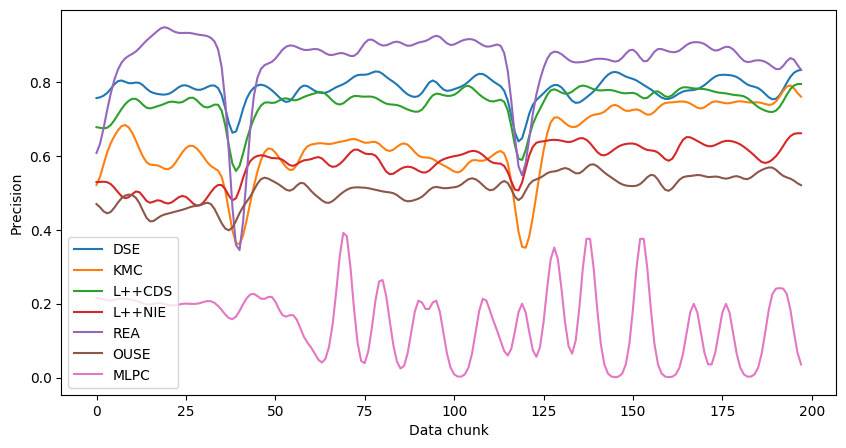 Precision
0.8
0.6
0.4
0.2
0.0
DSE
KMC
L++CDS
L++NIE
REA
OUSE
MLPC
0 25 50 75 100 125 150 175 200
Data chunk